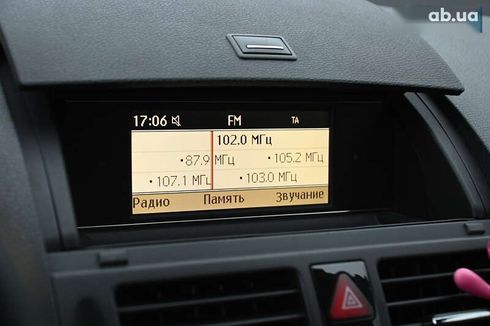 ab.ua
17:06 FM TA
102.0 МГц
•87.9 МГц •105.2 МГц
•107.1 МГц •103.0 МГц
Радио Память Звучание